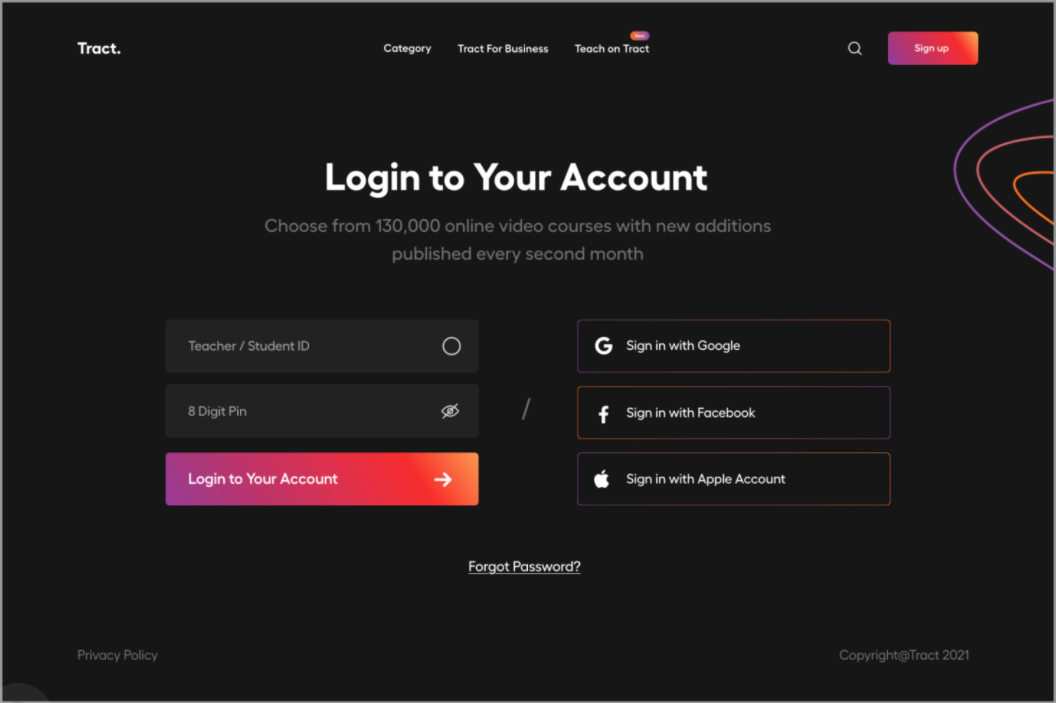 Tract.
Category
Tract For Business
Teach on Tract
New
Sign up
Login to Your Account
Choose from 130,000 online video courses with new additions
published every second month
Teacher / Student ID
8 Digit Pin
Login to Your Account
/
Sign in with Google
Sign in with Facebook
Sign in with Apple Account
Forgot Password?
Privacy Policy
Copyright@Tract 2021